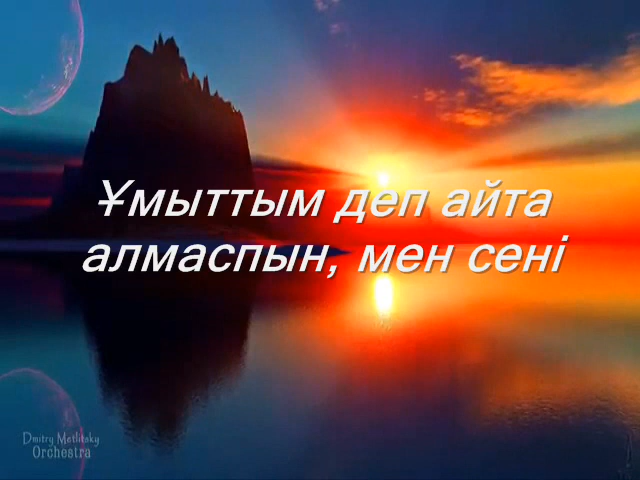 Ұмыттым деп айта
алмаспын, мен сені
Dmitry Metlitsky
Orchestra